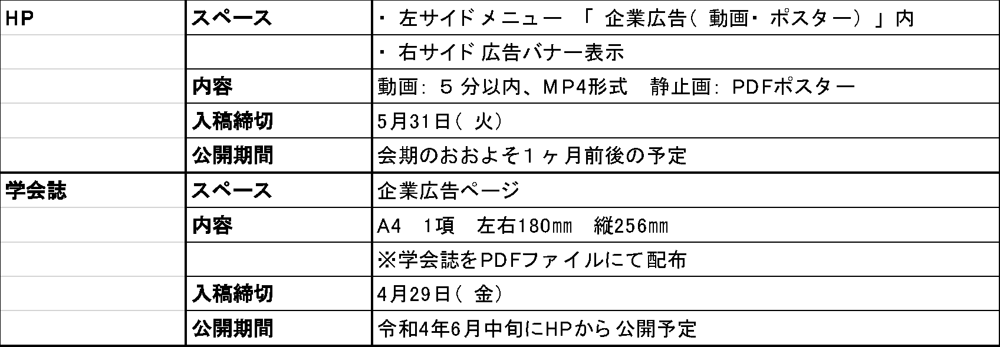 HP スペース ・ 左サイドメニュー 「 企業広告( 動画・ ポスター) 」内
・ 右サイド広告バナー表示
内容 動画: ５分以内、MP4形式　静止画: PDFポスター
入稿締切 5月31日( 火)
公開期間 会期のおおよそ１ヶ月前後の予定
学会誌 スペース 企業広告ページ
内容 A4　1項　左右180㎜　縦256㎜
※学会誌をPDFファイルにて配布
入稿締切 4月29日( 金)
公開期間 令和4年6月中旬にHPから公開予定